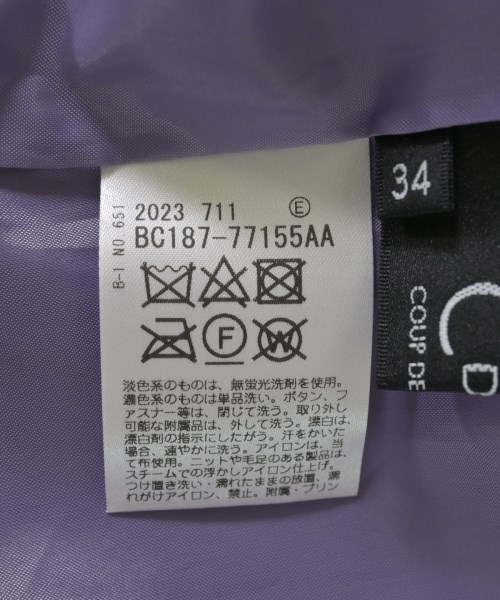 B-I NO.651
2023 711 Ⓔ
BC187-77155AA
F
W
淡色系のものは、無蛍光洗剤を使用。
濃色系のものは単品洗い。ボタン、フ
ァスナー等は、閉じて洗う。取り外し
可能な附属品は、外して洗う。漂白は、
漂白剤の指示にしたがう。汗をかいた
場合、速やかに洗う。アイロンは、当
て布使用。ニットや毛足のある製品は、
スチームでの浮かしアイロン仕上げ。
つけ置き洗い・濡れたままの放置、濡
れがけアイロン、禁止。附属・プリン
34
COUP DE
C D